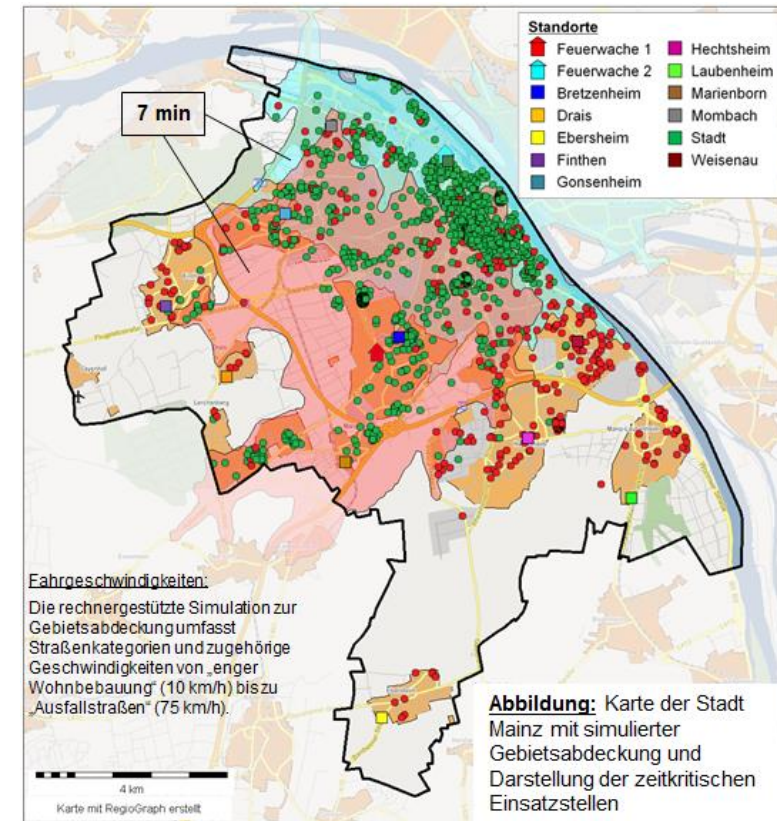 Standorte
Feuerwache 1
Feuerwache 2
Bretzenheim
Drais
Ebersheim
Finthen
Gonsenheim
Hechtsheim
Laubenheim
Marienborn
Mombach
Stadt
Weisenau
7 min
Fahrgeschwindigkeiten:
Die rechnergestützte Simulation zur
Gebietsabdeckung umfasst
Straßenkategorien und zugehörige
Geschwindigkeiten von „enger
Wohnbebauung“ (10 km/h) bis zu
„Ausfallstraßen“ (75 km/h).
4 km
Karte mit RegioGraph erstellt
Abbildung: Karte der Stadt
Mainz mit simulierter
Gebietsabdeckung und
Darstellung der zeitkritischen
Einsatzstellen